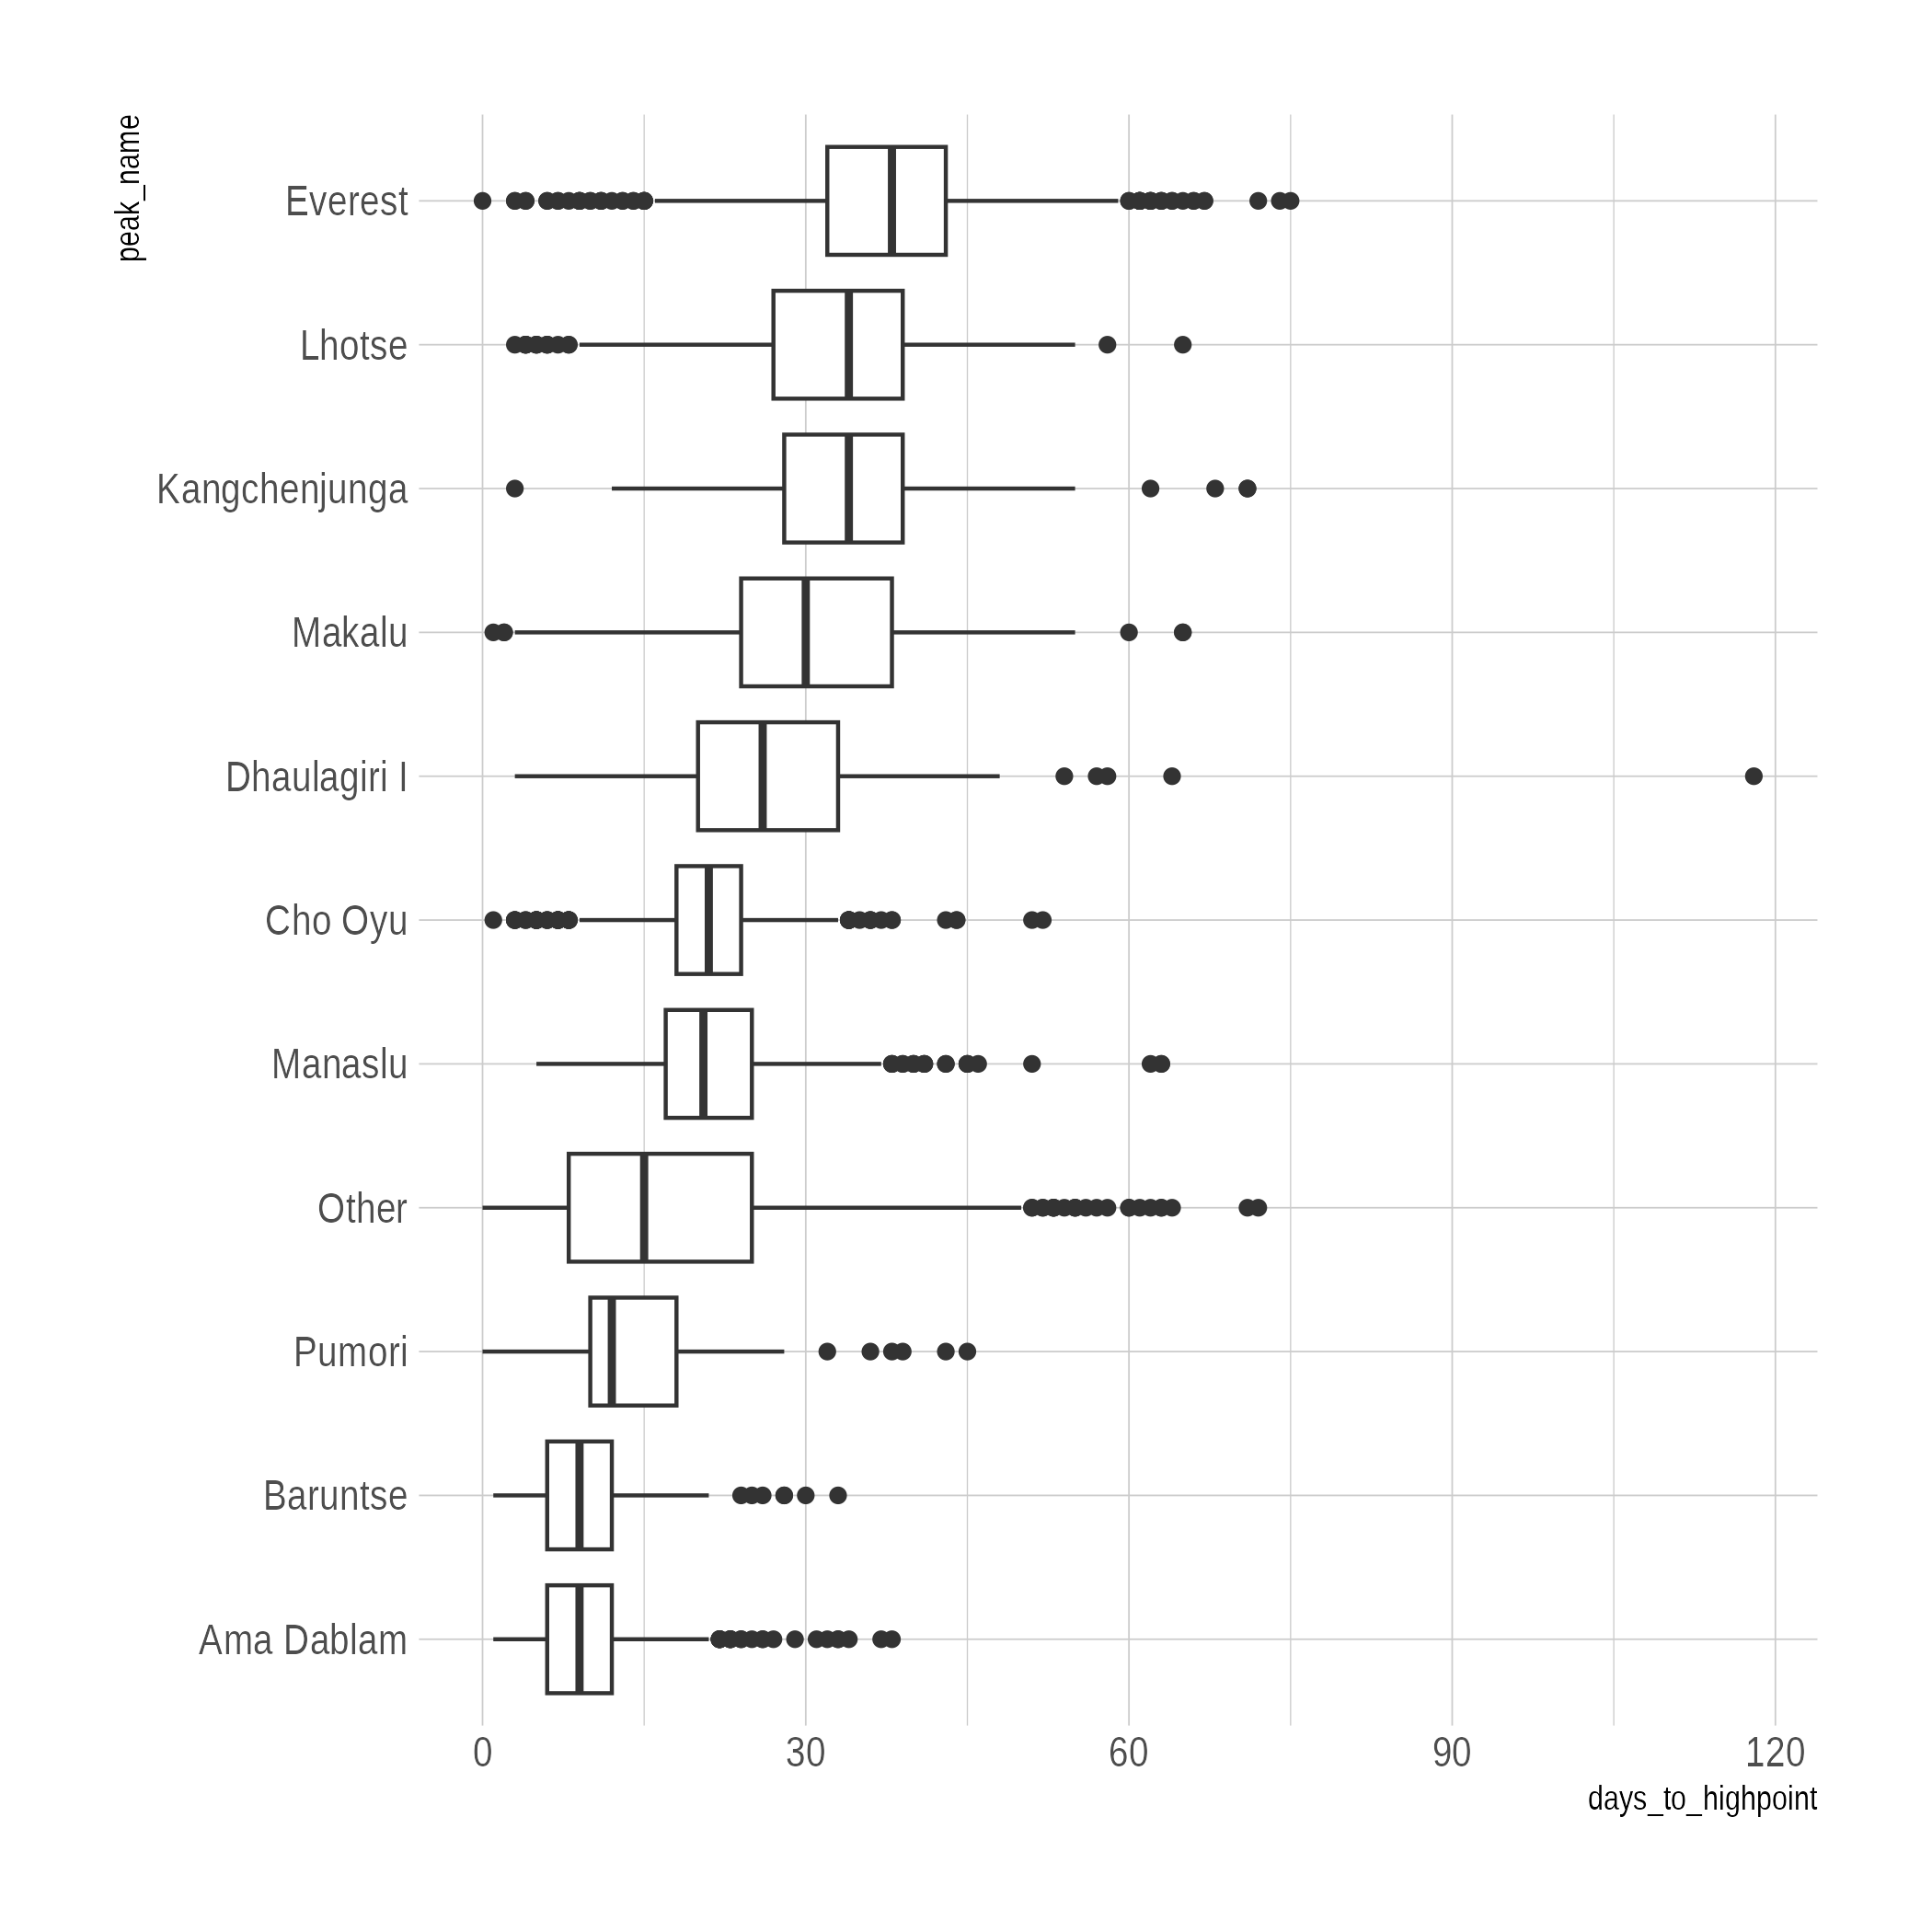 peak_name
Everest
Lhotse
Kangchenjunga
Makalu
Dhaulagiri I
Cho Oyu
Manaslu
Other
Pumori
Baruntse
Ama Dablam
0 30 60 90 120
days_to_highpoint